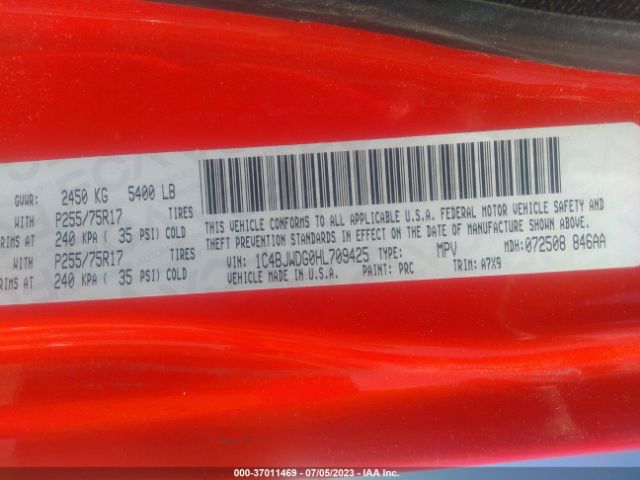 GVWR: 2450 KG 5400 LB
WITH P255/75R17 TIRES
RIMS AT 240 KPA ( 35 PSI) COLD
WITH P255/75R17 TIRES
RIMS AT 240 KPA ( 35 PSI) COLD
THIS VEHICLE CONFORMS TO ALL APPLICABLE U.S.A. FEDERAL MOTOR VEHICLE SAFETY AND
THEFT PREVENTION STANDARDS IN EFFECT ON THE DATE OF MANUFACTURE SHOWN ABOVE.
VIN: 1C4BJWDG0HL709425 TYPE: MPV MDH: 072508 846AA
VEHICLE MADE IN U.S.A. PAINT: PRC TRIM: A7X9
000-37011469 - 07/05/2023 - IAA Inc.